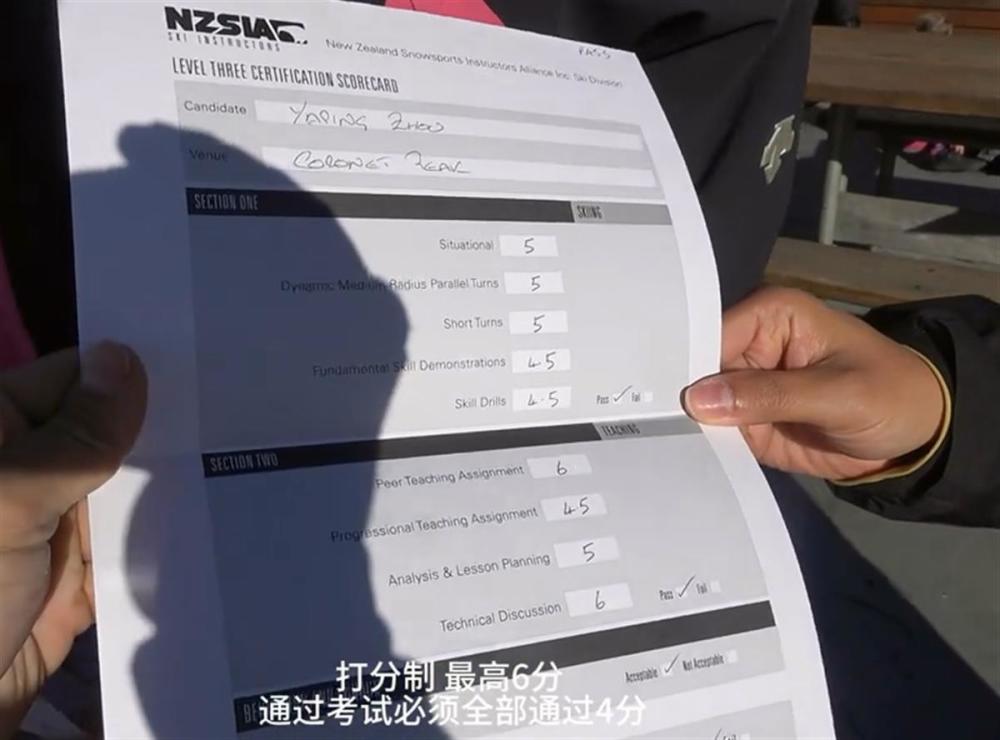 NZSIA
SKI INSTRUCTORS
New Zealand Snowsports Instructors Alliance Inc. Ski Division
PASS
LEVEL THREE CERTIFICATION SCORECARD
Candidate YAPING ZHOU
Venue CORONET PEAK
SECTION ONE SKIING
Situational 5
Dynamic Medium Radius Parallel Turns 5
Short Turns 5
Fundamental Skill Demonstrations 4.5
Skill Drills 4.5 Pass ✓ Fail
SECTION TWO TEACHING
Peer Teaching Assignment 6
Progressional Teaching Assignment 4.5
Analysis & Lesson Planning 5
Technical Discussion 6 Pass ✓ Fail
Acceptable ✓ Not Acceptable
打分制 最高6分
通过考试必须全部通过4分